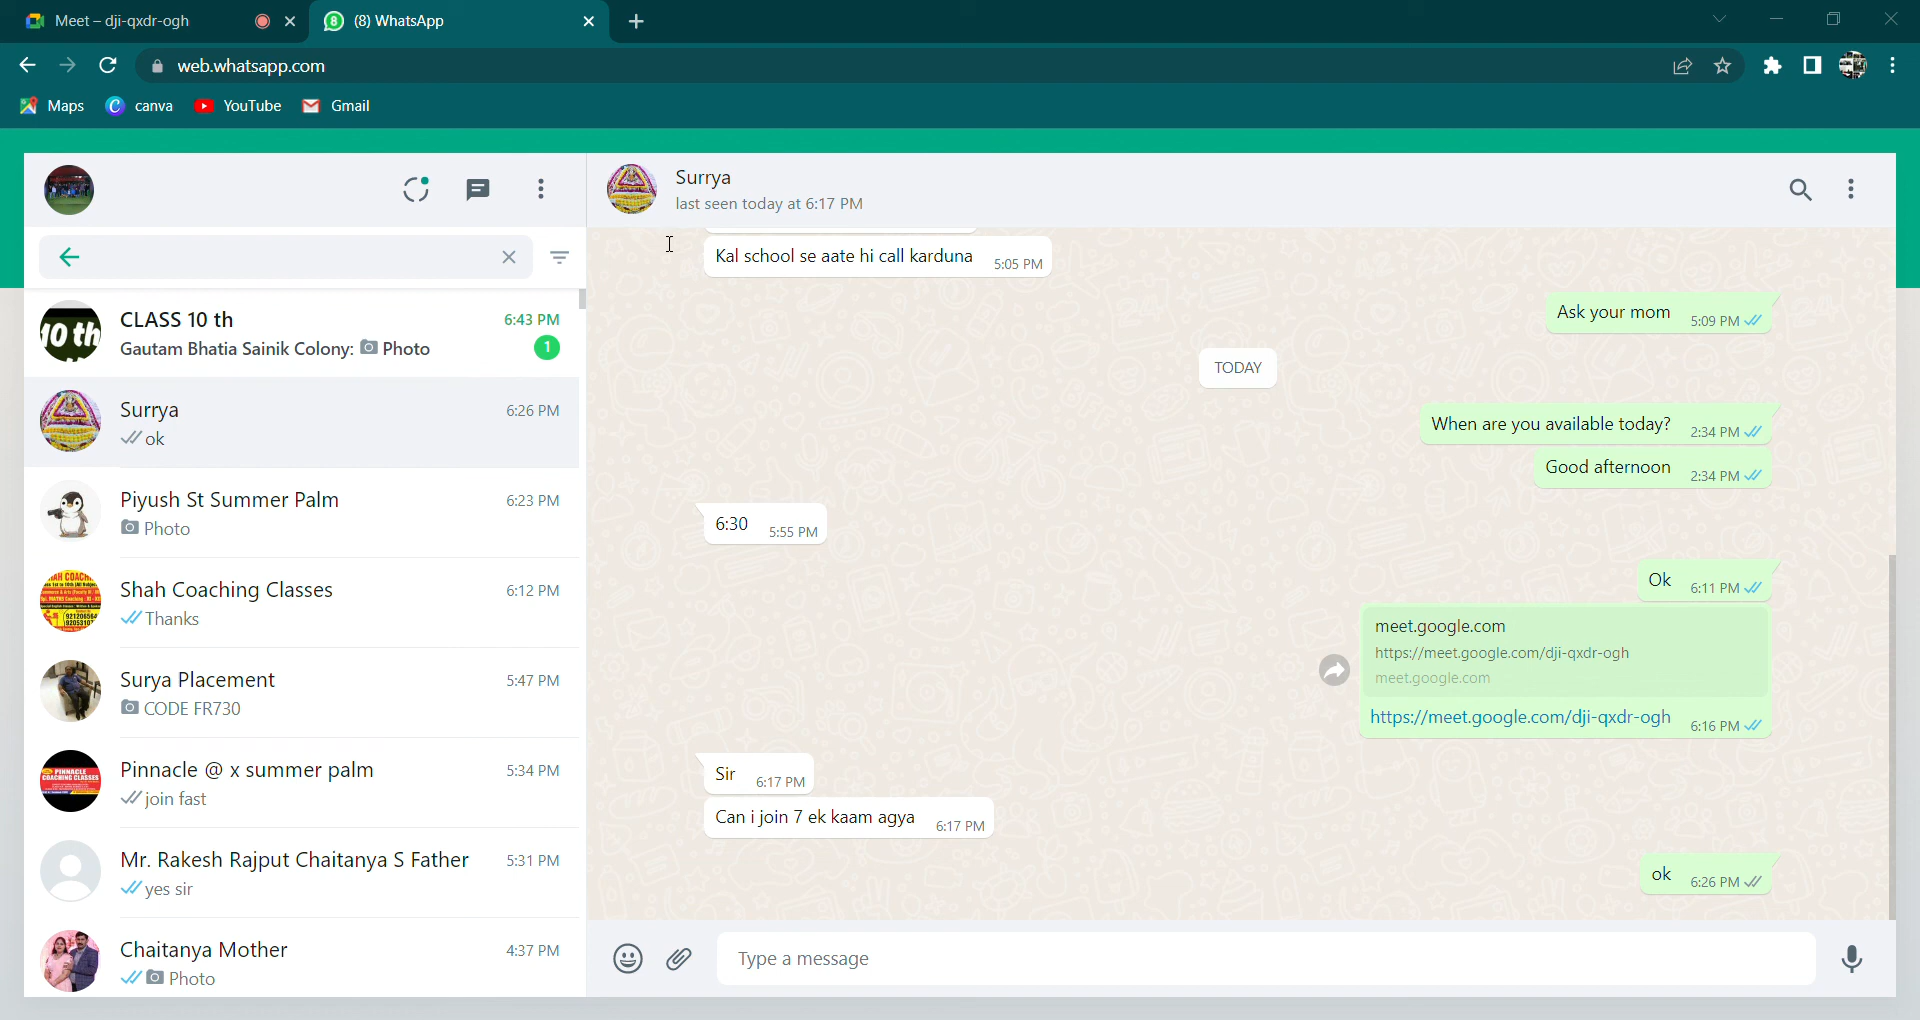 Meet – dji-qxdr-ogh
(8) WhatsApp
web.whatsapp.com
Maps
canva
YouTube
Gmail
CLASS 10 th
6:43 PM
Gautam Bhatia Sainik Colony: Photo
1
10 th
Surrya
6:26 PM
ok
Piyush St Summer Palm
6:23 PM
Photo
Shah Coaching Classes
6:12 PM
Thanks
Surya Placement
5:47 PM
CODE FR730
Pinnacle @ x summer palm
5:34 PM
join fast
PINNACLE
COACHING CLASSES
Mr. Rakesh Rajput Chaitanya S Father
5:31 PM
yes sir
Chaitanya Mother
4:37 PM
Photo
Surrya
last seen today at 6:17 PM
Kal school se aate hi call karduna 5:05 PM
Ask your mom 5:09 PM
TODAY
When are you available today? 2:34 PM
Good afternoon 2:34 PM
6:30 5:55 PM
Ok 6:11 PM
meet.google.com
https://meet.google.com/dji-qxdr-ogh
meet.google.com
https://meet.google.com/dji-qxdr-ogh 6:16 PM
Sir 6:17 PM
Can i join 7 ek kaam agya 6:17 PM
ok 6:26 PM
Type a message